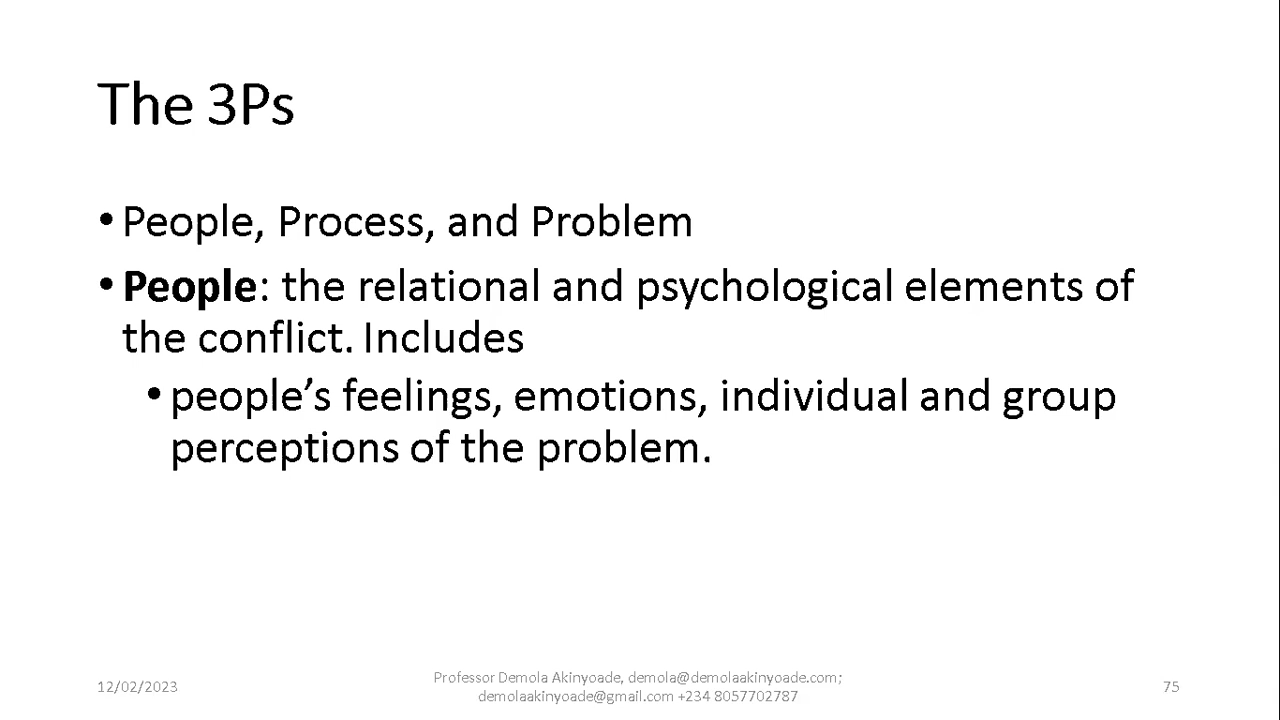 The 3Ps
• People, Process, and Problem
• People: the relational and psychological elements of
the conflict. Includes
• people’s feelings, emotions, individual and group
perceptions of the problem.
12/02/2023
Professor Demola Akinyoade, demola@demolaakinyoade.com;
demolaakinyoade@gmail.com +234 8057702787
75